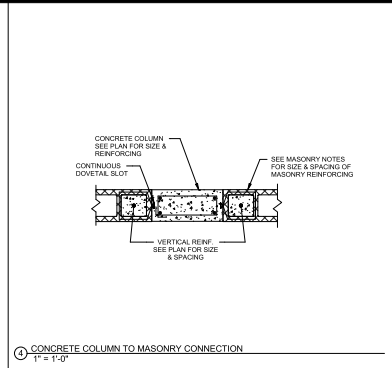 CONCRETE COLUMN
SEE PLAN FOR SIZE &
REINFORCING
CONTINUOUS
DOVETAIL SLOT
SEE MASONRY NOTES
FOR SIZE & SPACING OF
MASONRY REINFORCING
VERTICAL REINF.
SEE PLAN FOR SIZE
& SPACING
4 CONCRETE COLUMN TO MASONRY CONNECTION
1" = 1'-0"